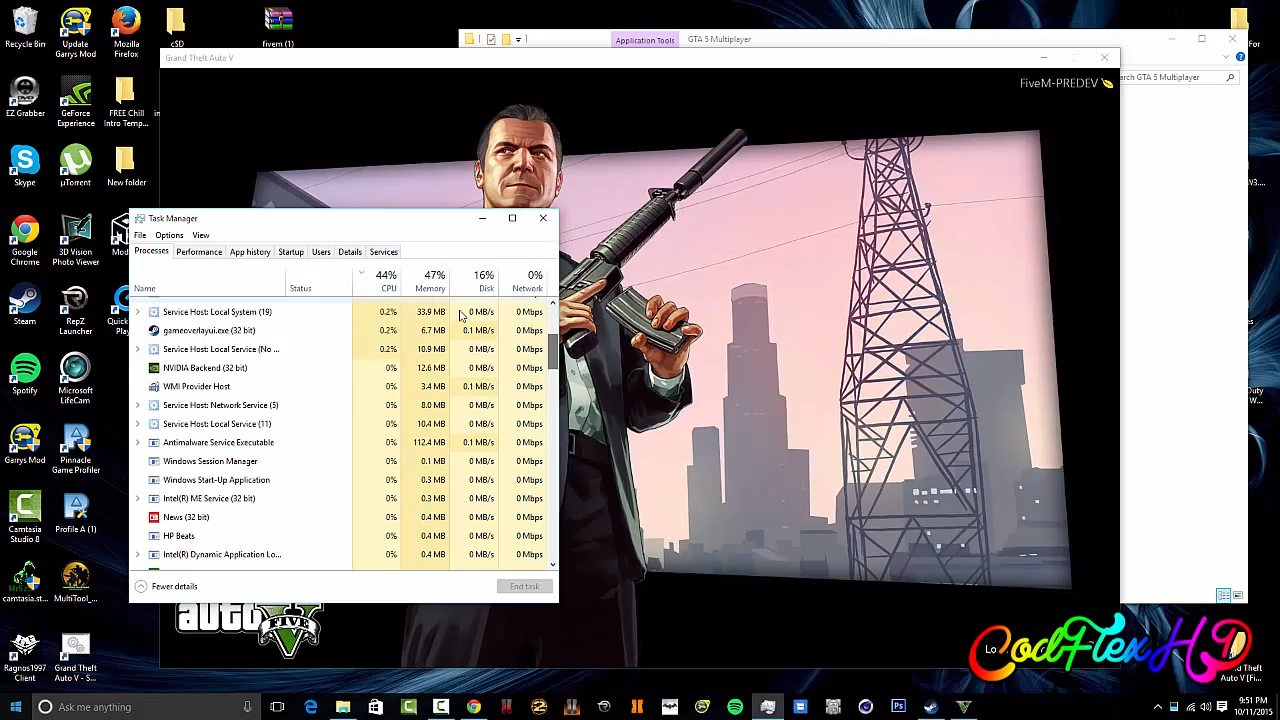 Recycle Bin
Update Garrys Mod
Mozilla Firefox
cSD
fivem (1)
Application Tools
GTA 5 Multiplayer
Grand Theft Auto V
arch GTA 5 Multiplayer
FiveM-PREDEV
EZ Grabber
GeForce Experience
FREE Chill Intro Temp...
Skype
µTorrent
New folder
Google Chrome
3D Vision Photo Viewer
Steam
RepZ Launcher
Spotify
Microsoft LifeCam
Garrys Mod
Pinnacle Game Profiler
Camtasia Studio 8
Profile A (1)
camtasia.st...
MultiTool_...
Ragnos1997 Client
Grand Theft Auto V - S...
Task Manager
File Options View
Processes Performance App history Startup Users Details Services
44% 47% 16% 0%
Name Status CPU Memory Disk Network
Service Host: Local System (19) 0.2% 33.9 MB 0 MB/s 0 Mbps
gameoverlayui.exe (32 bit) 0.2% 6.7 MB 0.1 MB/s 0 Mbps
Service Host: Local Service (No ... 0.2% 10.9 MB 0 MB/s 0 Mbps
NVIDIA Backend (32 bit) 0% 12.6 MB 0 MB/s 0 Mbps
WMI Provider Host 0% 3.4 MB 0.1 MB/s 0 Mbps
Service Host: Network Service (5) 0% 8.0 MB 0 MB/s 0 Mbps
Service Host: Local Service (11) 0% 10.4 MB 0 MB/s 0 Mbps
Antimalware Service Executable 0% 112.4 MB 0.1 MB/s 0 Mbps
Windows Session Manager 0% 0.1 MB 0 MB/s 0 Mbps
Windows Start-Up Application 0% 0.3 MB 0 MB/s 0 Mbps
Intel(R) ME Service (32 bit) 0% 0.3 MB 0 MB/s 0 Mbps
News (32 bit) 0% 0.4 MB 0 MB/s 0 Mbps
HP Beats 0% 0.4 MB 0 MB/s 0 Mbps
Intel(R) Dynamic Application Lo... 0% 0.4 MB 0 MB/s 0 Mbps
Fewer details
End task
auto
FIVE
V
CodFlexHD
Lo
Ask me anything
9:51 PM
10/11/2015